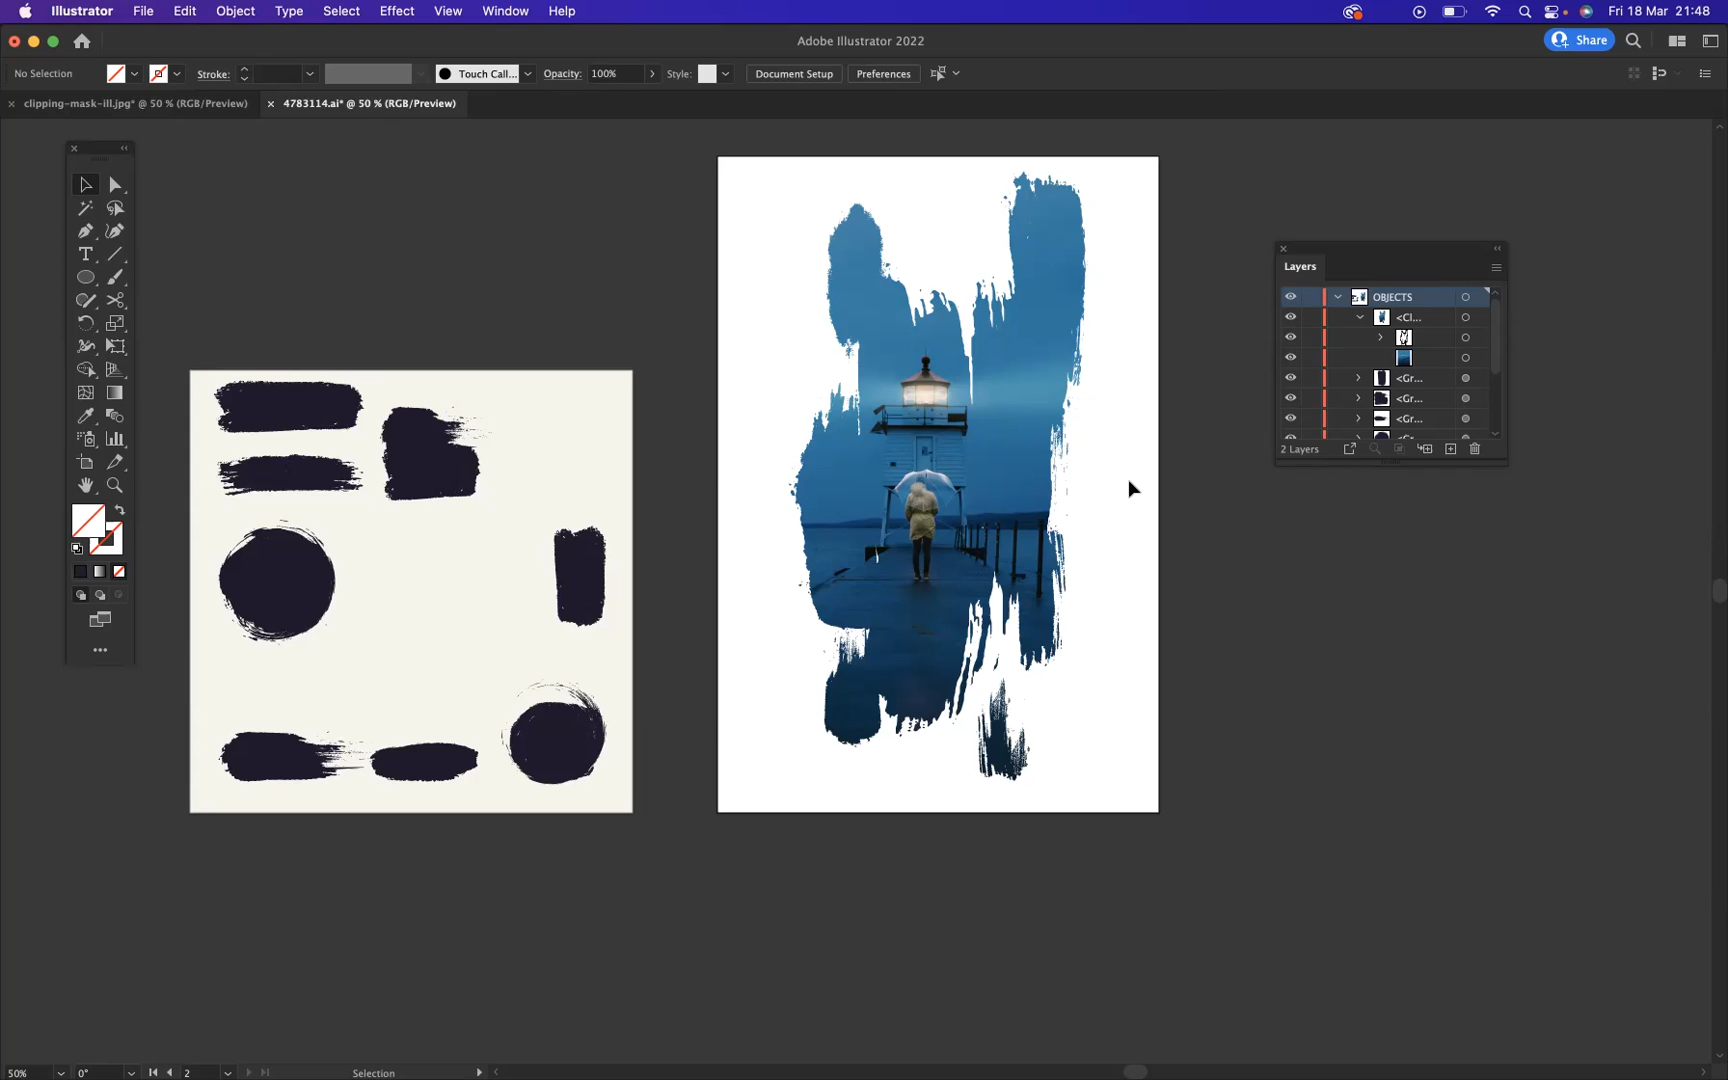 Illustrator File Edit Object Type Select Effect View Window Help Fri 18 Mar 21:48
Adobe Illustrator 2022 Share
No Selection Stroke: Touch Call... Opacity: 100% Style: Document Setup Preferences
clipping-mask-ill.jpg* @ 50 % (RGB/Preview) 4783114.ai* @ 50 % (RGB/Preview)
Layers
OBJECTS
<Cl...
<Gr...
<Gr...
<Gr...
2 Layers
50% 0° 2 Selection